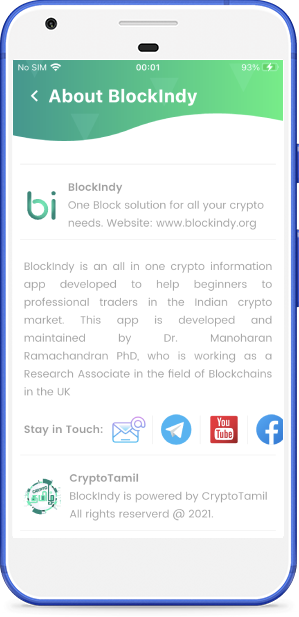 No SIM 00:01 93%
About BlockIndy
bi
BlockIndy
One Block solution for all your crypto
needs. Website: www.blockindy.org
BlockIndy is an all in one crypto information
app developed to help beginners to
professional traders in the Indian crypto
market. This app is developed and
maintained by Dr. Manoharan
Ramachandran PhD, who is working as a
Research Associate in the field of Blockchains
in the UK
Stay in Touch:
You
Tube
CryptoTamil
BlockIndy is powered by CryptoTamil
All rights reserverd @ 2021.